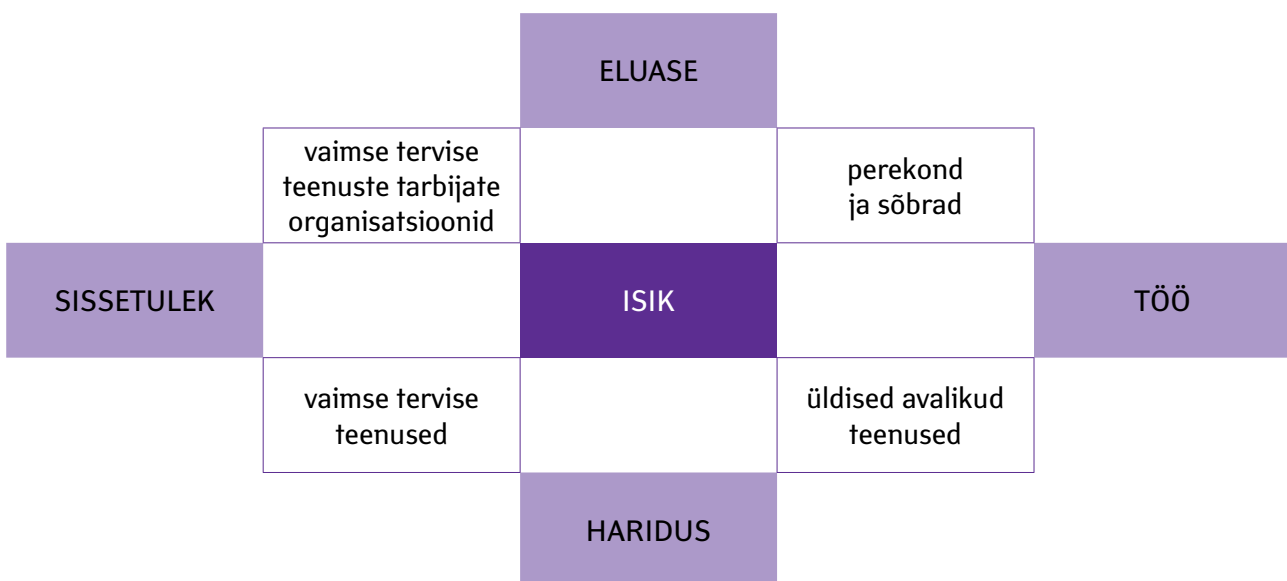 ELUASE
vaimse tervise
teenuste tarbijate
organisatsioonid
perekond
ja sõbrad
SISSETULEK
ISIK
TÖÖ
vaimse tervise
teenused
üldised avalikud
teenused
HARIDUS